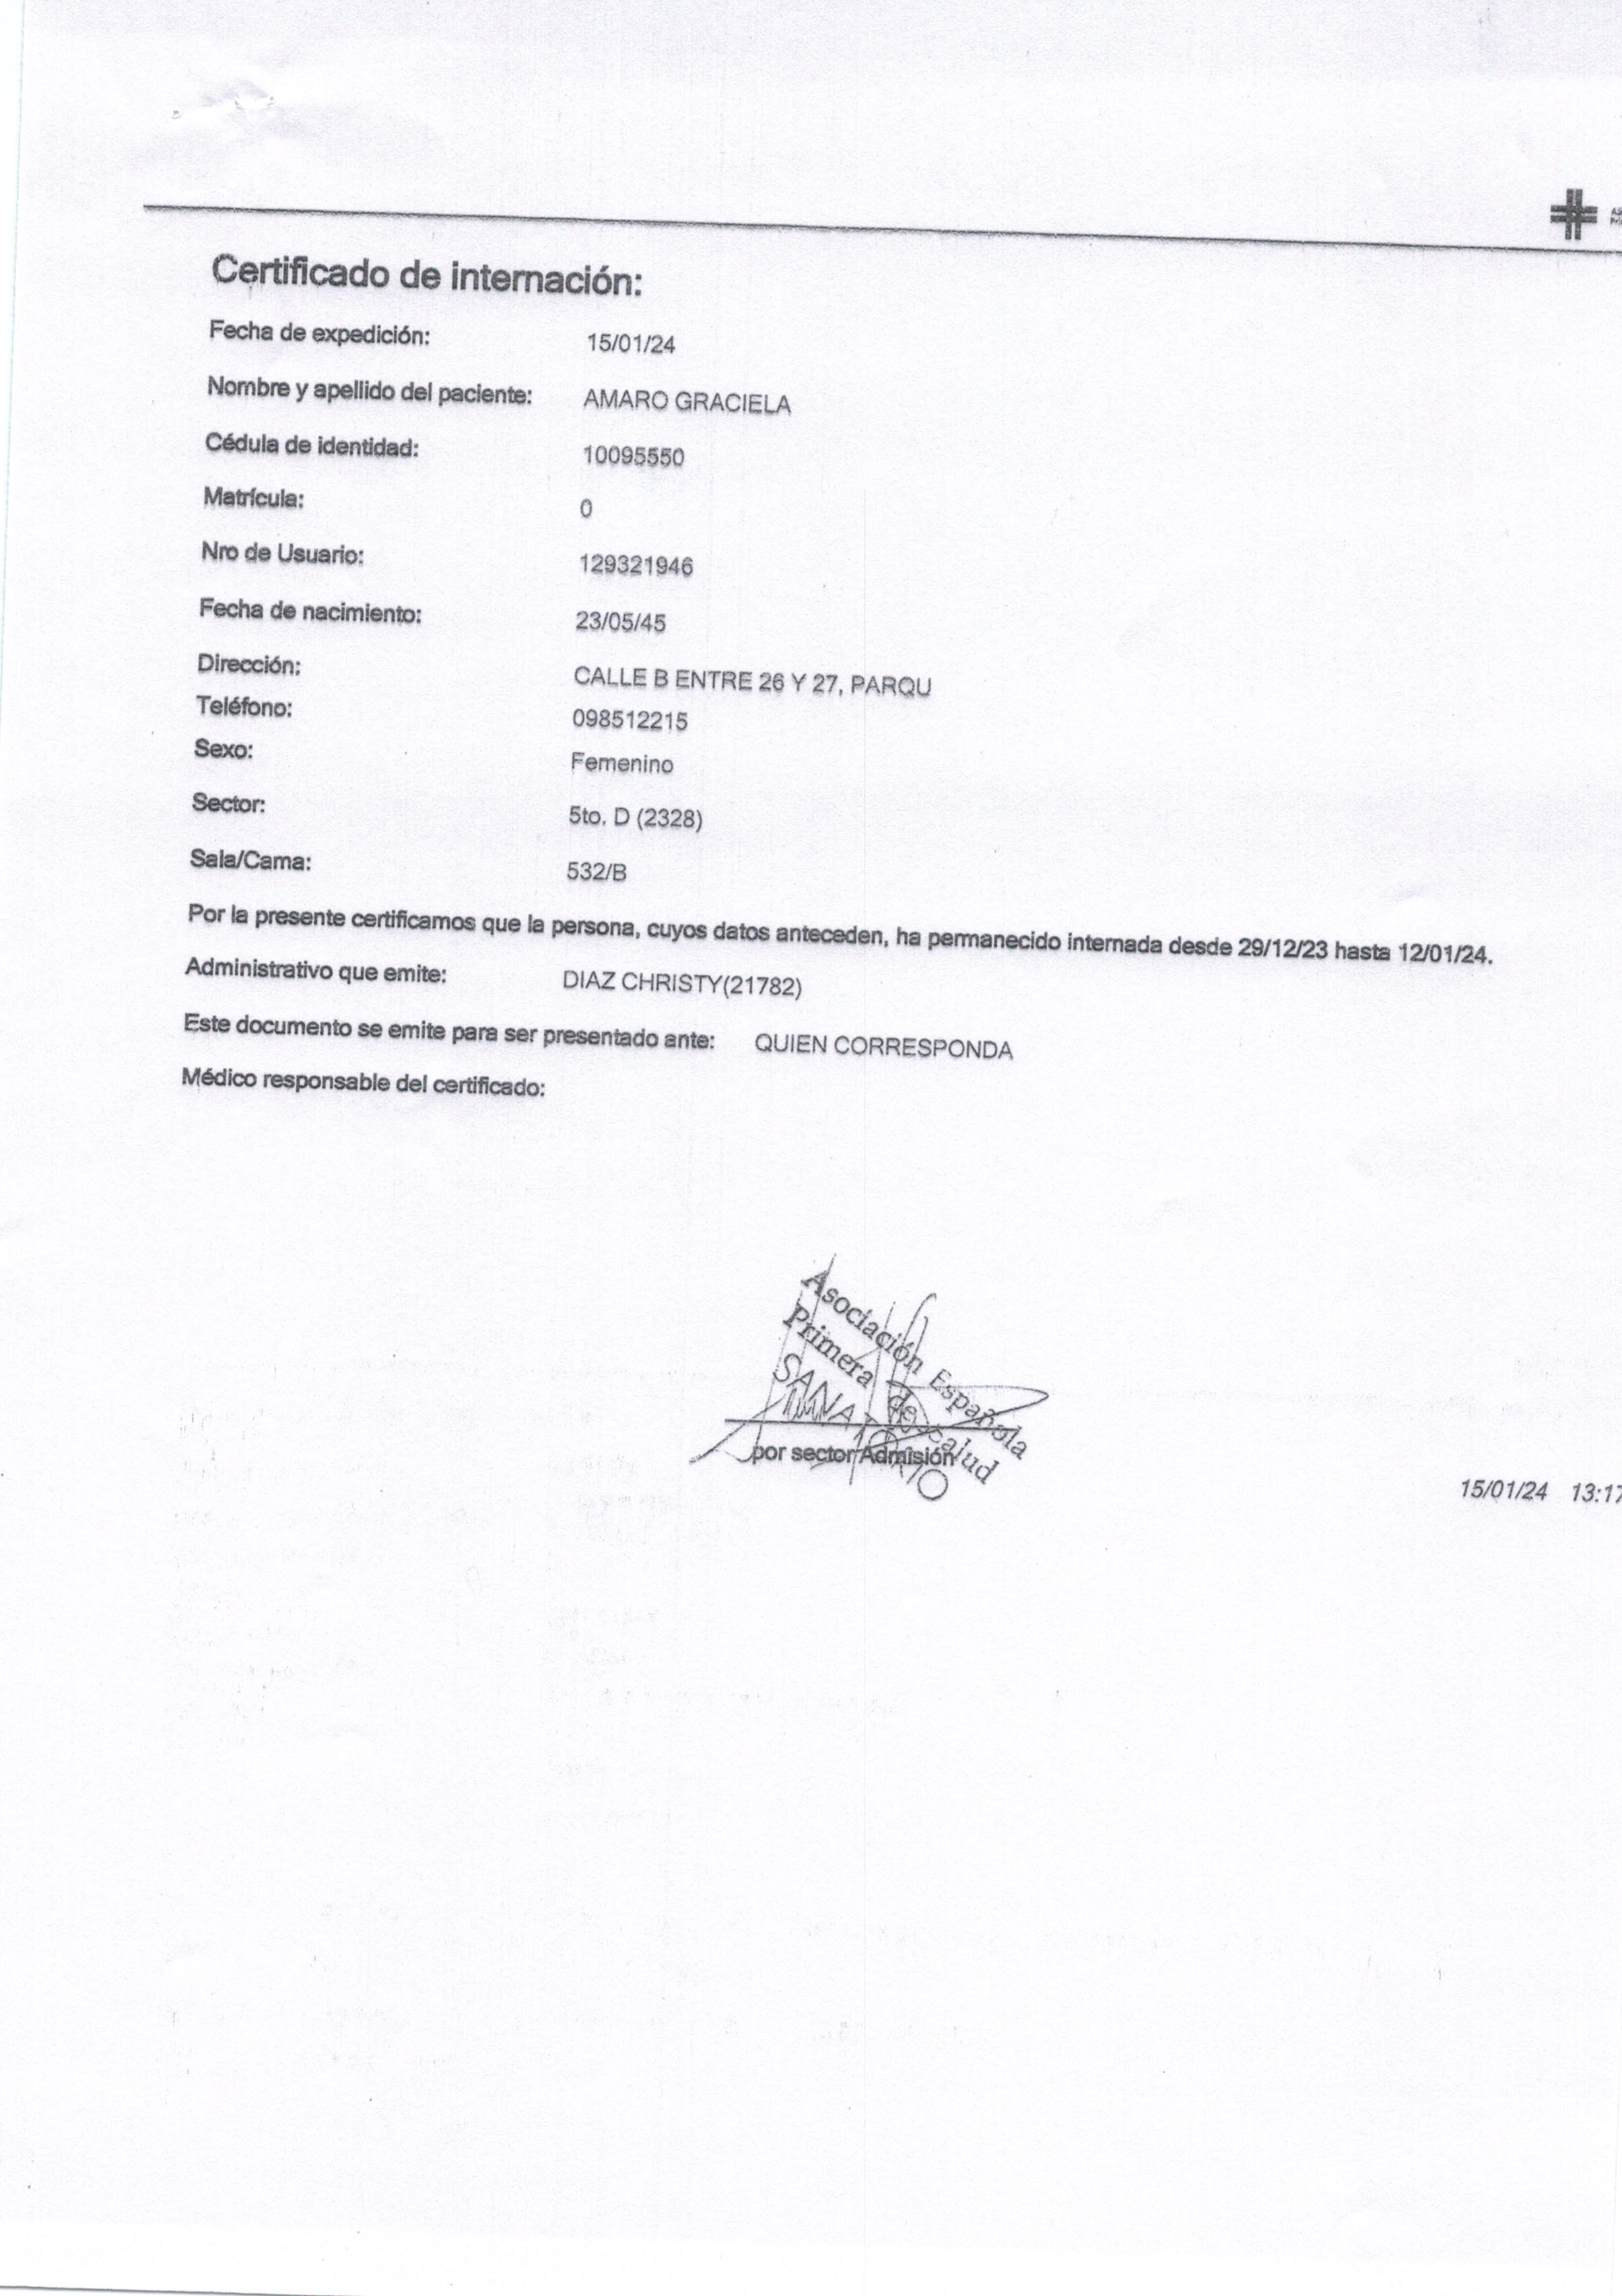 Certificado de internación:
Fecha de expedición: 15/01/24
Nombre y apellido del paciente: AMARO GRACIELA
Cédula de identidad: 10095550
Matrícula: 0
Nro de Usuario: 129321946
Fecha de nacimiento: 23/05/45
Dirección: CALLE B ENTRE 26 Y 27, PARQU
Teléfono: 098512215
Sexo: Femenino
Sector: 5to. D (2328)
Sala/Cama: 532/B
Por la presente certificamos que la persona, cuyos datos anteceden, ha permanecido internada desde 29/12/23 hasta 12/01/24.
Administrativo que emite: DIAZ CHRISTY(21782)
Este documento se emite para ser presentado ante: QUIEN CORRESPONDA
Médico responsable del certificado:
Asociación Española
Primera de Salud
SANATORIO
por sector Admisión
15/01/24 13:17